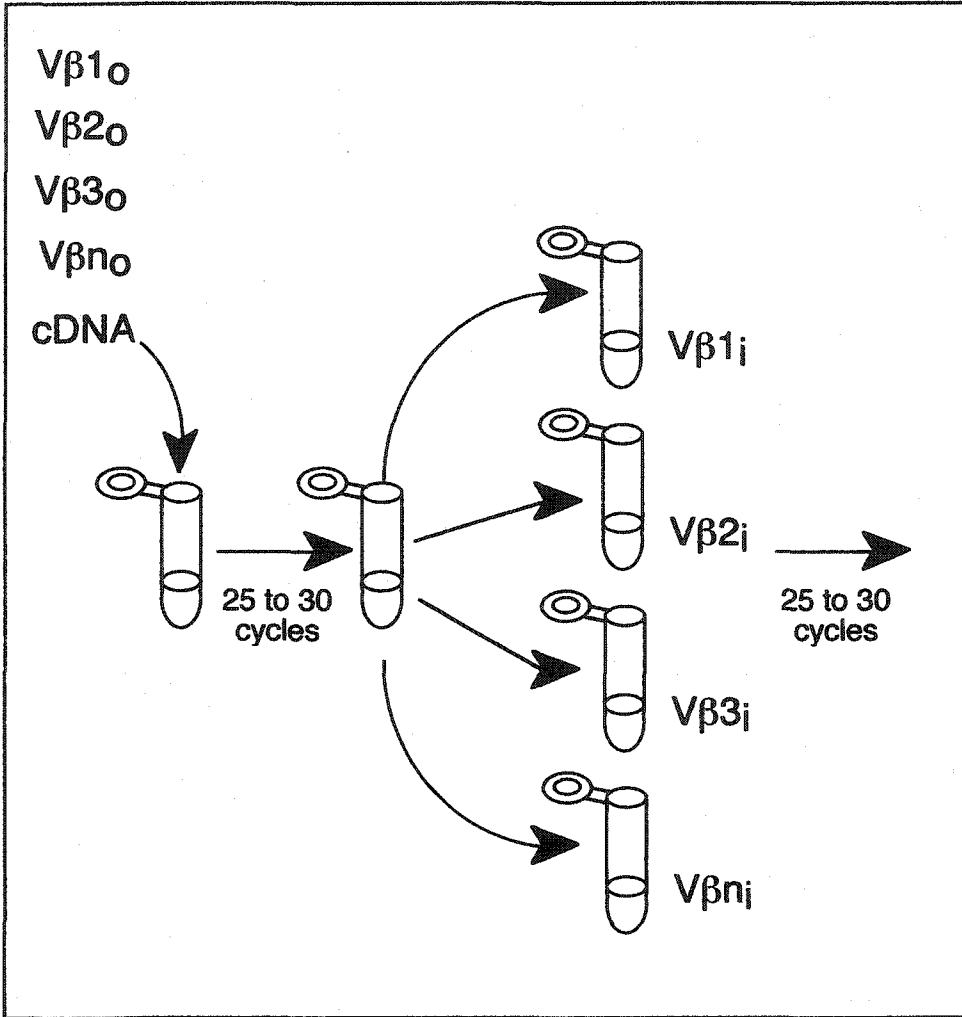 Vβ1o
Vβ2o
Vβ3o
Vβno
cDNA
25 to 30
cycles
Vβ1i
Vβ2i
Vβ3i
Vβni
25 to 30
cycles